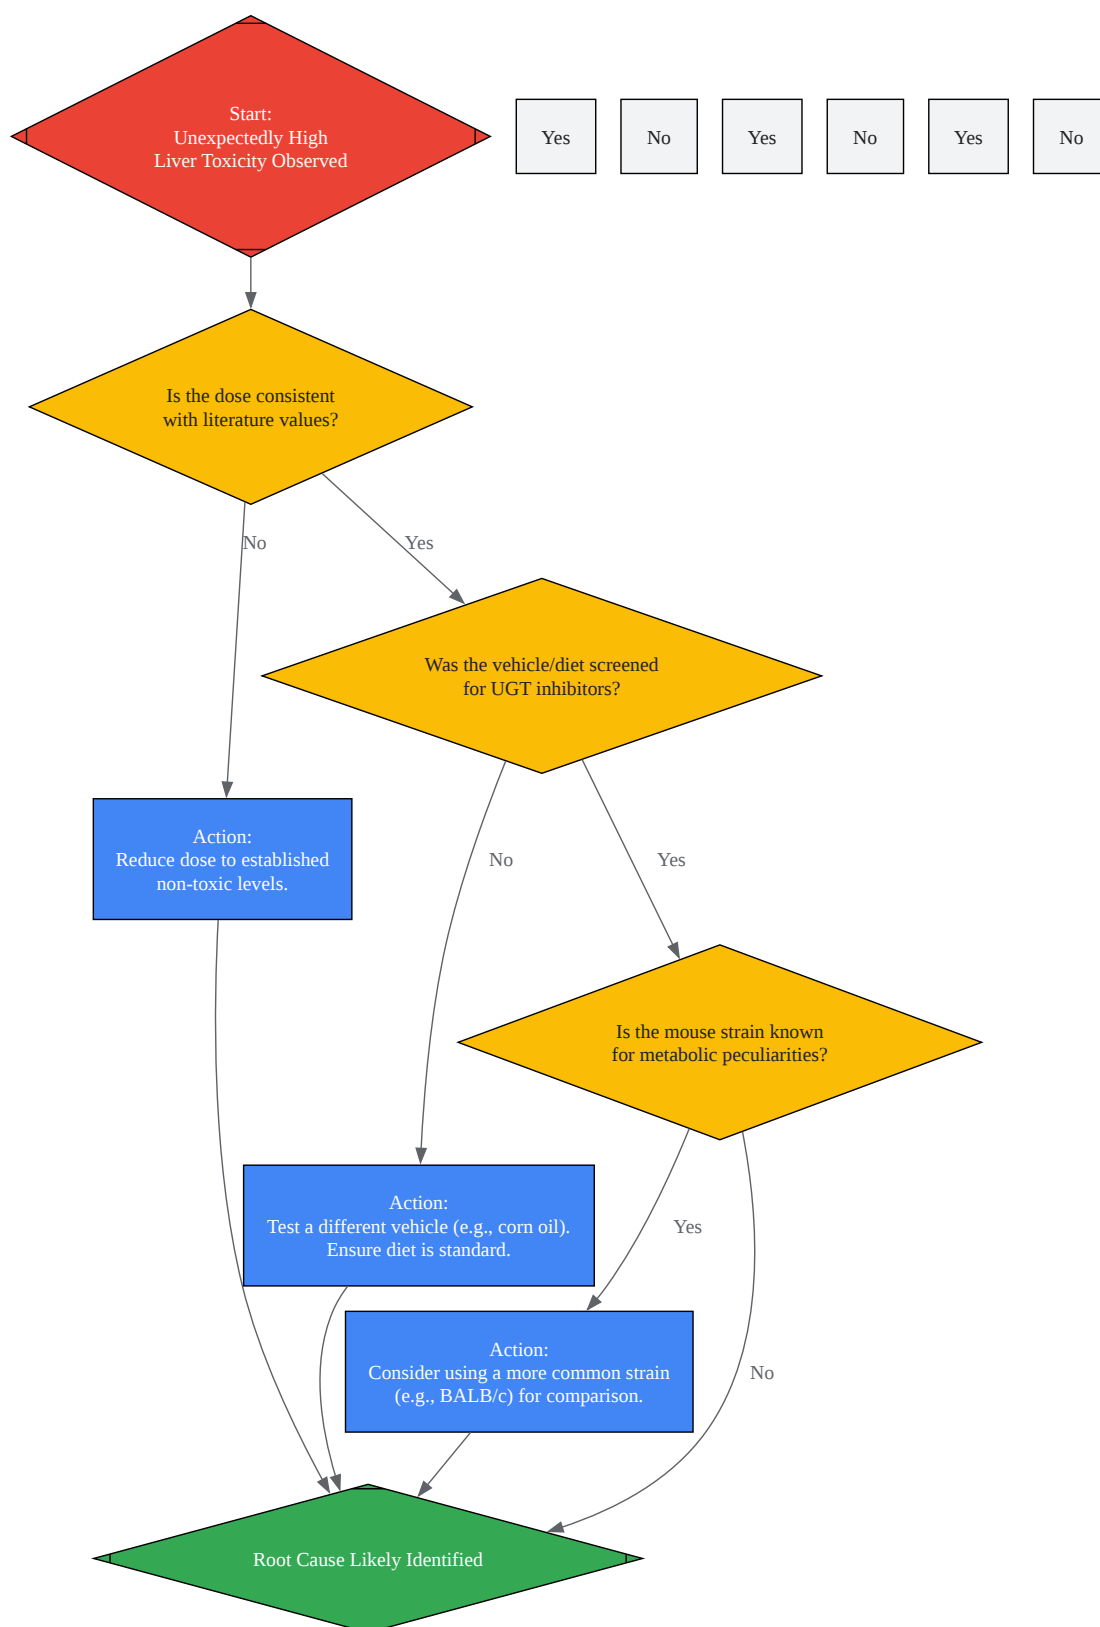 Start:
Unexpectedly High
Liver Toxicity Observed
Yes
No
Yes
No
Yes
No
Is the dose consistent
with literature values?
No
Yes
Was the vehicle/diet screened
for UGT inhibitors?
Action:
Reduce dose to established
non-toxic levels.
No
Yes
Is the mouse strain known
for metabolic peculiarities?
Action:
Test a different vehicle (e.g., corn oil).
Ensure diet is standard.
Yes
Action:
Consider using a more common strain
(e.g., BALB/c) for comparison.
No
Root Cause Likely Identified